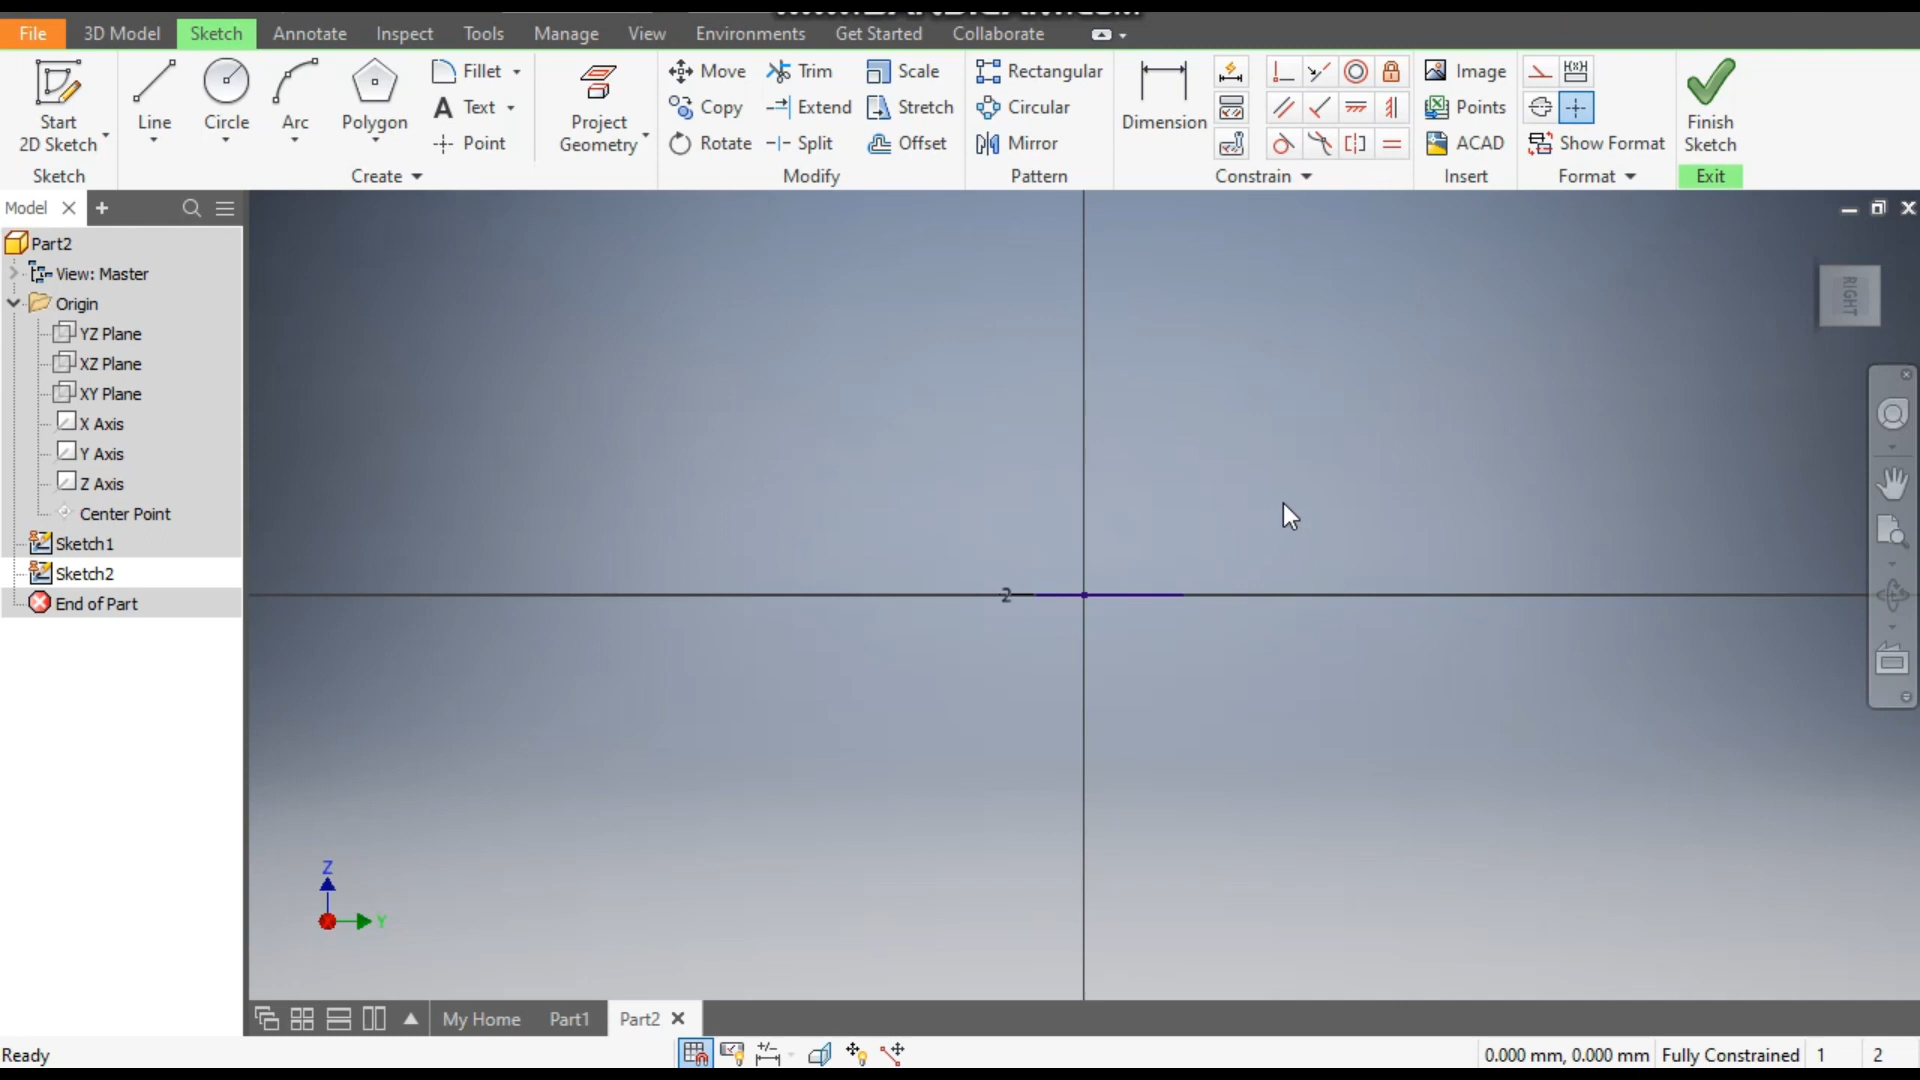 File 3D Model Sketch Annotate Inspect Tools Manage View Environments Get Started Collaborate
Start
2D Sketch
Line
Circle
Arc
Polygon
Fillet
Text
Point
Project
Geometry
Move
Copy
Rotate
Trim
Extend
Split
Scale
Stretch
Offset
Rectangular
Circular
Mirror
Dimension
Image
Points
ACAD
Show Format
Finish
Sketch
Sketch Create Modify Pattern Constrain Insert Format Exit
Model
Part2
View: Master
Origin
YZ Plane
XZ Plane
XY Plane
X Axis
Y Axis
Z Axis
Center Point
Sketch1
Sketch2
End of Part
RIGHT
2
Z
Y
My Home Part1 Part2
Ready 0.000 mm, 0.000 mm Fully Constrained 1 2